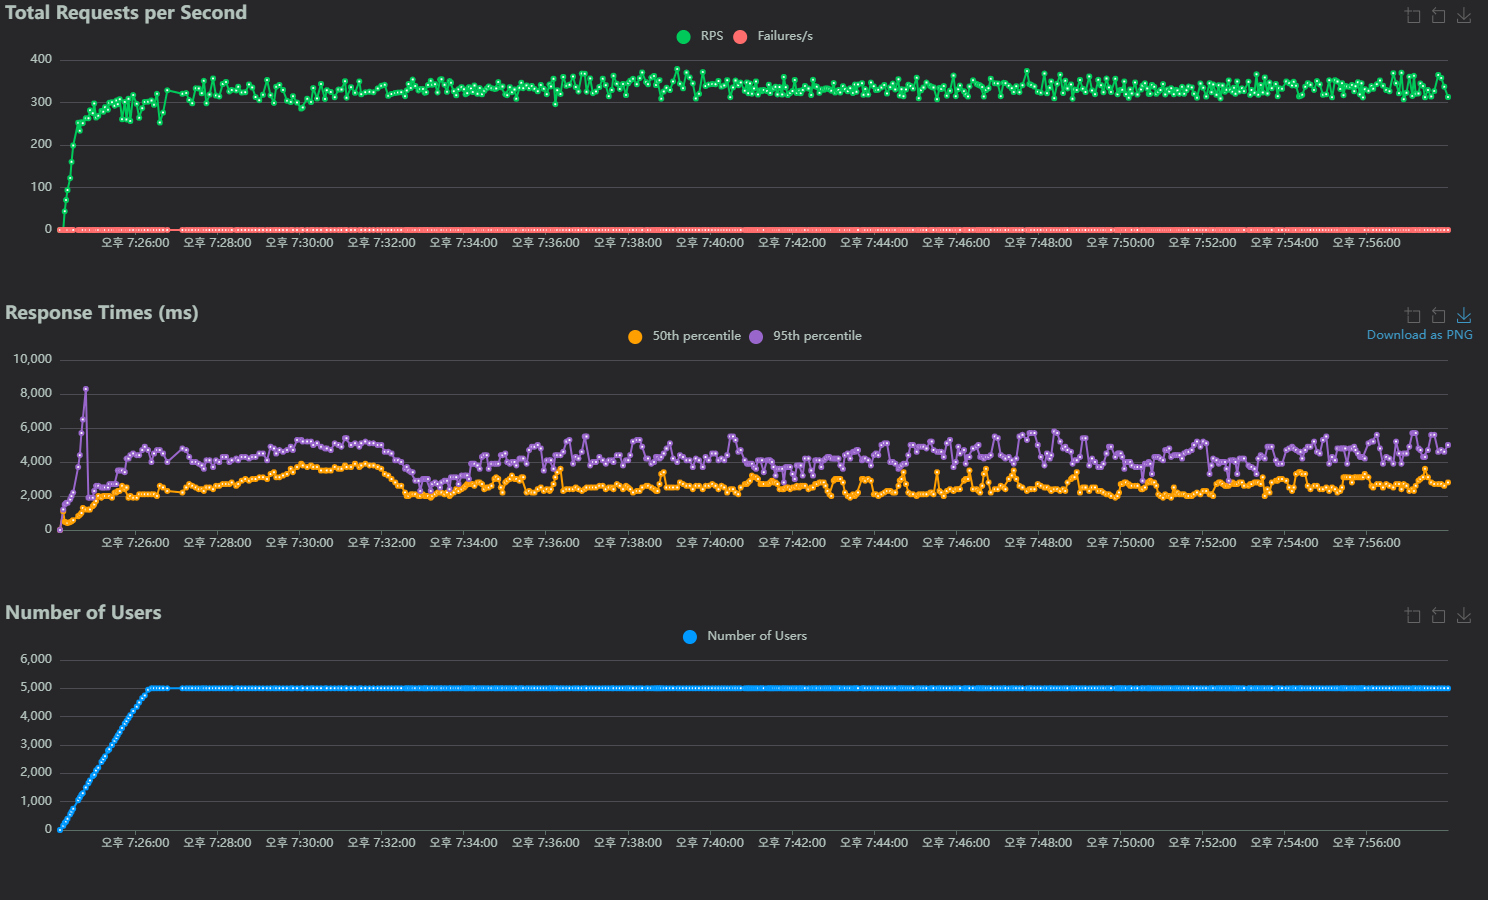 Total Requests per Second
RPS Failures/s
400
300
200
100
0
오후 7:26:00 오후 7:28:00 오후 7:30:00 오후 7:32:00 오후 7:34:00 오후 7:36:00 오후 7:38:00 오후 7:40:00 오후 7:42:00 오후 7:44:00 오후 7:46:00 오후 7:48:00 오후 7:50:00 오후 7:52:00 오후 7:54:00 오후 7:56:00
Response Times (ms)
50th percentile 95th percentile
Download as PNG
10,000
8,000
6,000
4,000
2,000
0
오후 7:26:00 오후 7:28:00 오후 7:30:00 오후 7:32:00 오후 7:34:00 오후 7:36:00 오후 7:38:00 오후 7:40:00 오후 7:42:00 오후 7:44:00 오후 7:46:00 오후 7:48:00 오후 7:50:00 오후 7:52:00 오후 7:54:00 오후 7:56:00
Number of Users
Number of Users
6,000
5,000
4,000
3,000
2,000
1,000
0
오후 7:26:00 오후 7:28:00 오후 7:30:00 오후 7:32:00 오후 7:34:00 오후 7:36:00 오후 7:38:00 오후 7:40:00 오후 7:42:00 오후 7:44:00 오후 7:46:00 오후 7:48:00 오후 7:50:00 오후 7:52:00 오후 7:54:00 오후 7:56:00